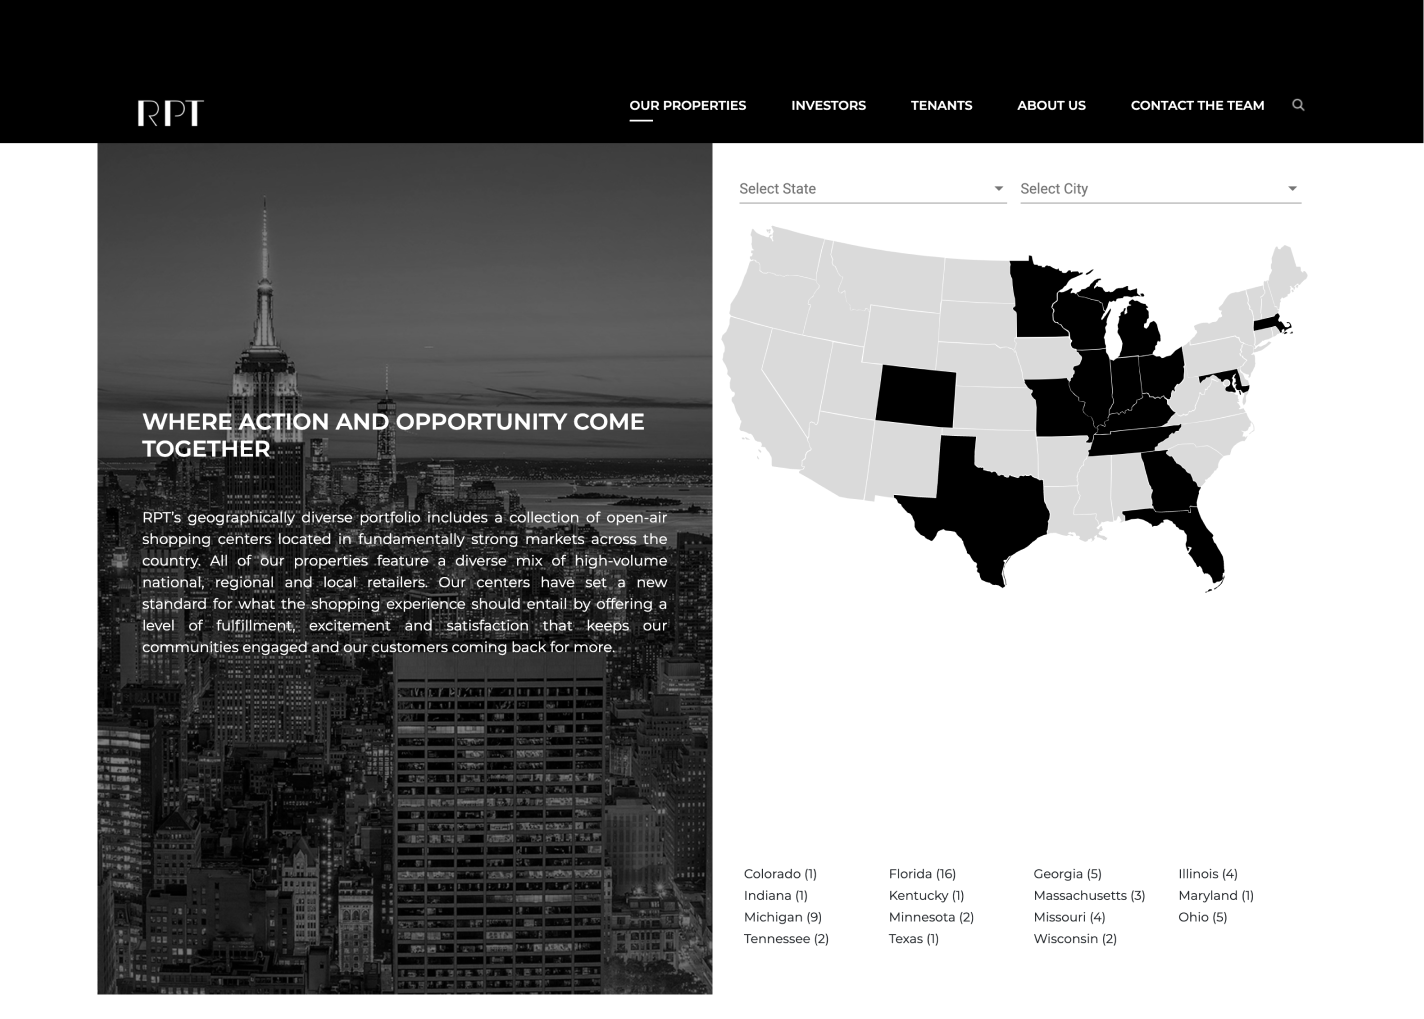 RPT
OUR PROPERTIES INVESTORS TENANTS ABOUT US CONTACT THE TEAM
Select State Select City
WHERE ACTION AND OPPORTUNITY COME
TOGETHER
RPT's geographically diverse portfolio includes a collection of open-air
shopping centers located in fundamentally strong markets across the
country. All of our properties feature a diverse mix of high-volume
national, regional and local retailers. Our centers have set a new
standard for what the shopping experience should entail by offering a
level of fulfillment, excitement and satisfaction that keeps our
communities engaged and our customers coming back for more.
Colorado (1) Florida (16) Georgia (5) Illinois (4)
Indiana (1) Kentucky (1) Massachusetts (3) Maryland (1)
Michigan (9) Minnesota (2) Missouri (4) Ohio (5)
Tennessee (2) Texas (1) Wisconsin (2)